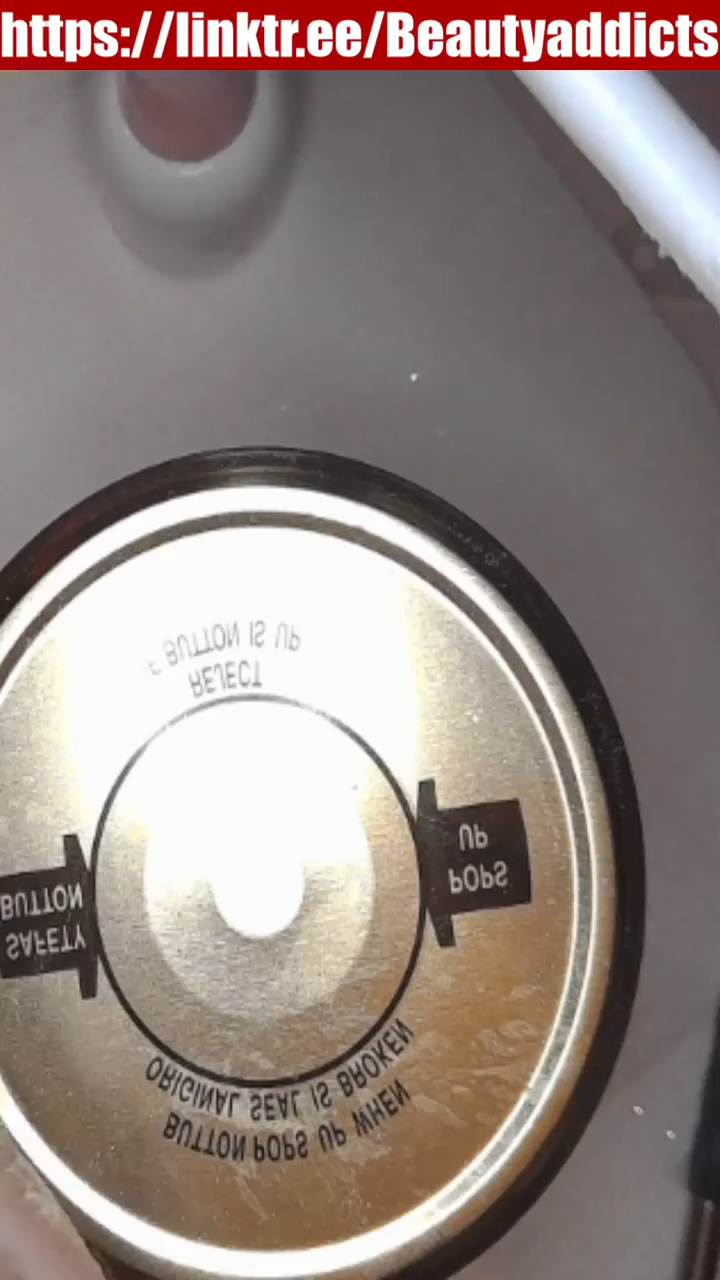 https://linktr.ee/Beautyaddicts
BUTTON IS UP
REJECT
UP
POPS
BUTTON
SAFETY
ORIGINAL SEAL IS BROKEN
BUTTON POPS UP WHEN